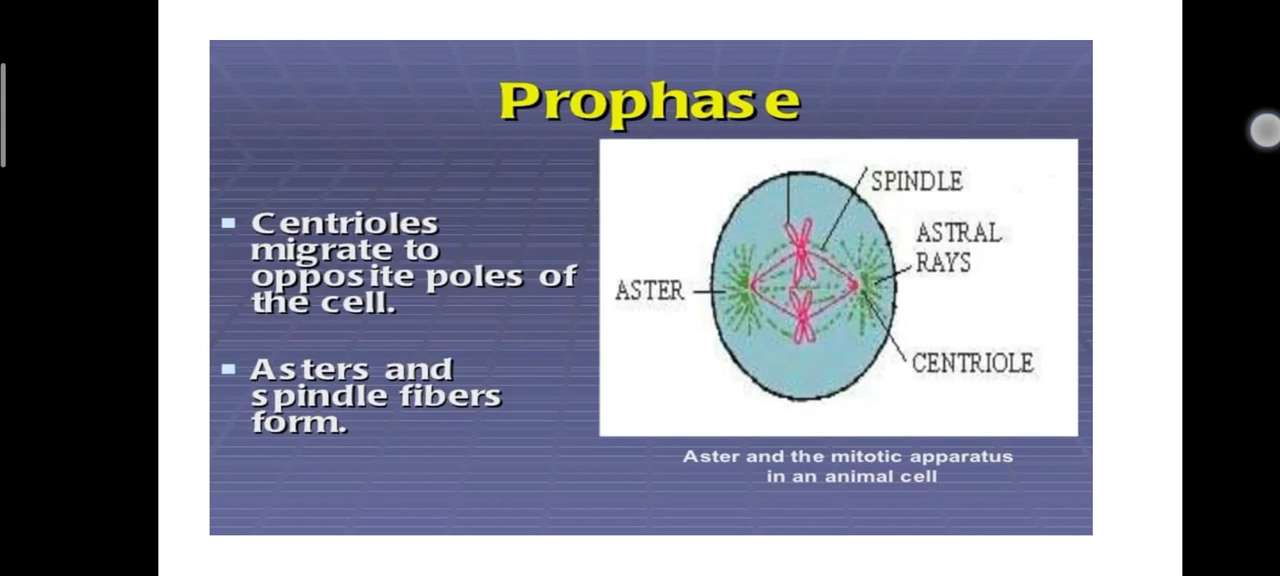 Prophase
Centrioles
migrate to
opposite poles of
the cell.
Asters and
spindle fibers
form.
SPINDLE
ASTRAL
RAYS
ASTER
CENTRIOLE
Aster and the mitotic apparatus
in an animal cell